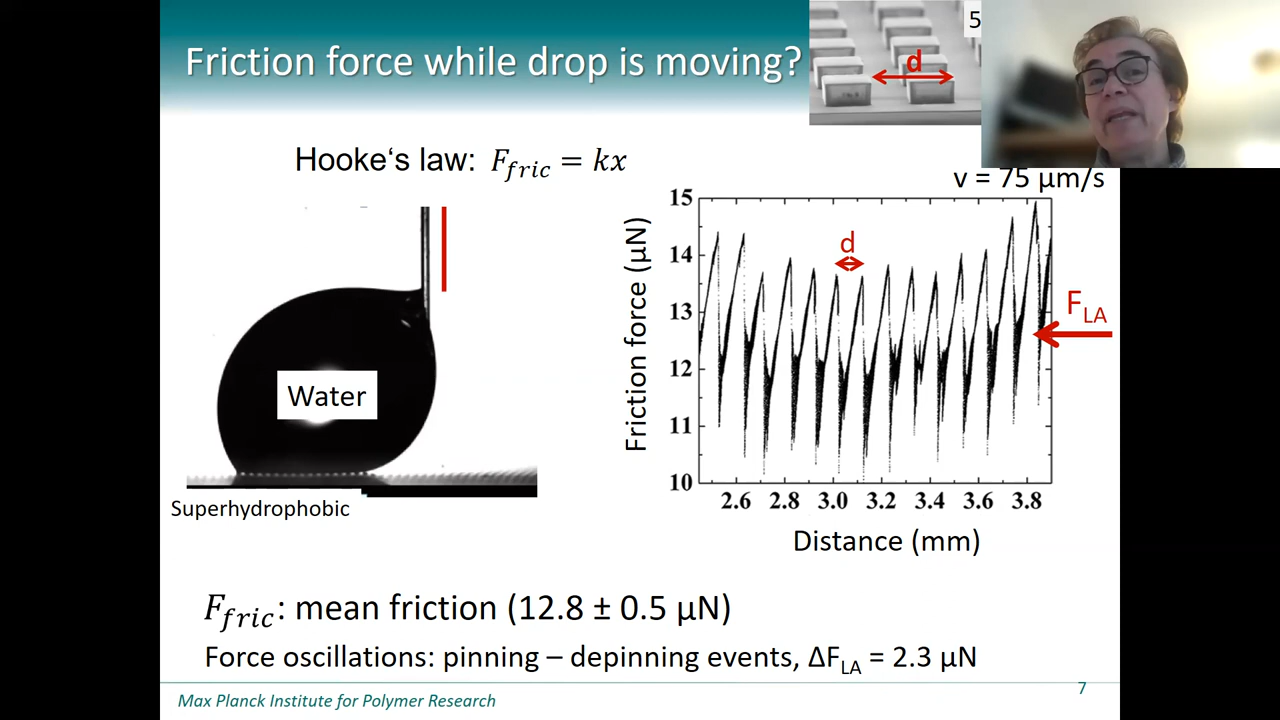 Friction force while drop is moving?
5
d
Hooke‘s law: F_fric = kx
v = 75 µm/s
Water
Superhydrophobic
Friction force (µN)
15
14
13
12
11
10
d
F_LA
2.6 2.8 3.0 3.2 3.4 3.6 3.8
Distance (mm)
F_fric: mean friction (12.8 ± 0.5 µN)
Force oscillations: pinning – depinning events, ΔF_LA = 2.3 µN
7
Max Planck Institute for Polymer Research